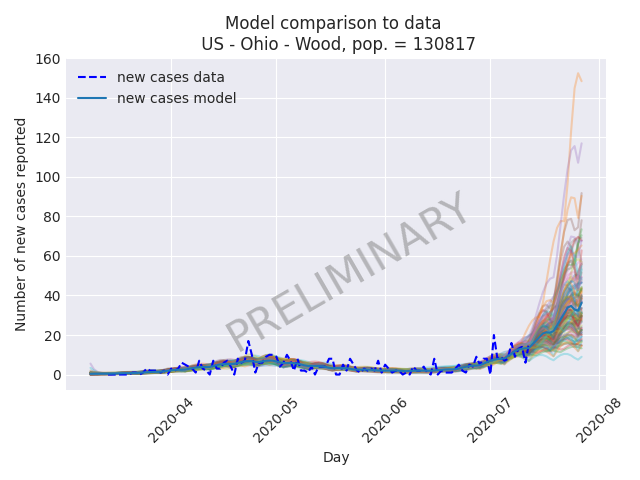 Model comparison to data
US - Ohio - Wood, pop. = 130817
new cases data
new cases model
PRELIMINARY
Number of new cases reported
160
140
120
100
80
60
40
20
0
2020-04
2020-05
2020-06
2020-07
2020-08
Day